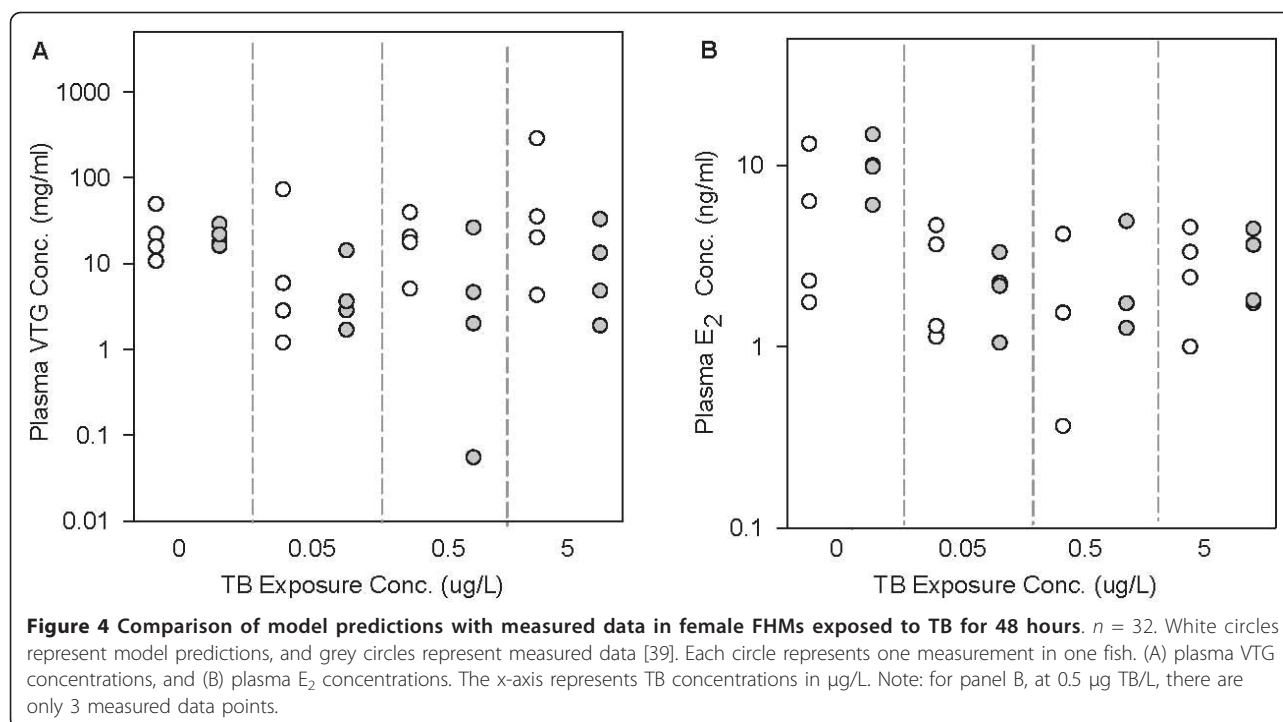 A
Plasma VTG Conc. (mg/ml)
1000
100
10
1
0.1
0.01
0 0.05 0.5 5
TB Exposure Conc. (ug/L)
B
Plasma E2 Conc. (ng/ml)
10
1
0.1
0 0.05 0.5 5
TB Exposure Conc. (ug/L)
Figure 4 Comparison of model predictions with measured data in female FHMs exposed to TB for 48 hours. n = 32. White circles
represent model predictions, and grey circles represent measured data [39]. Each circle represents one measurement in one fish. (A) plasma VTG
concentrations, and (B) plasma E2 concentrations. The x-axis represents TB concentrations in μg/L. Note: for panel B, at 0.5 μg TB/L, there are
only 3 measured data points.